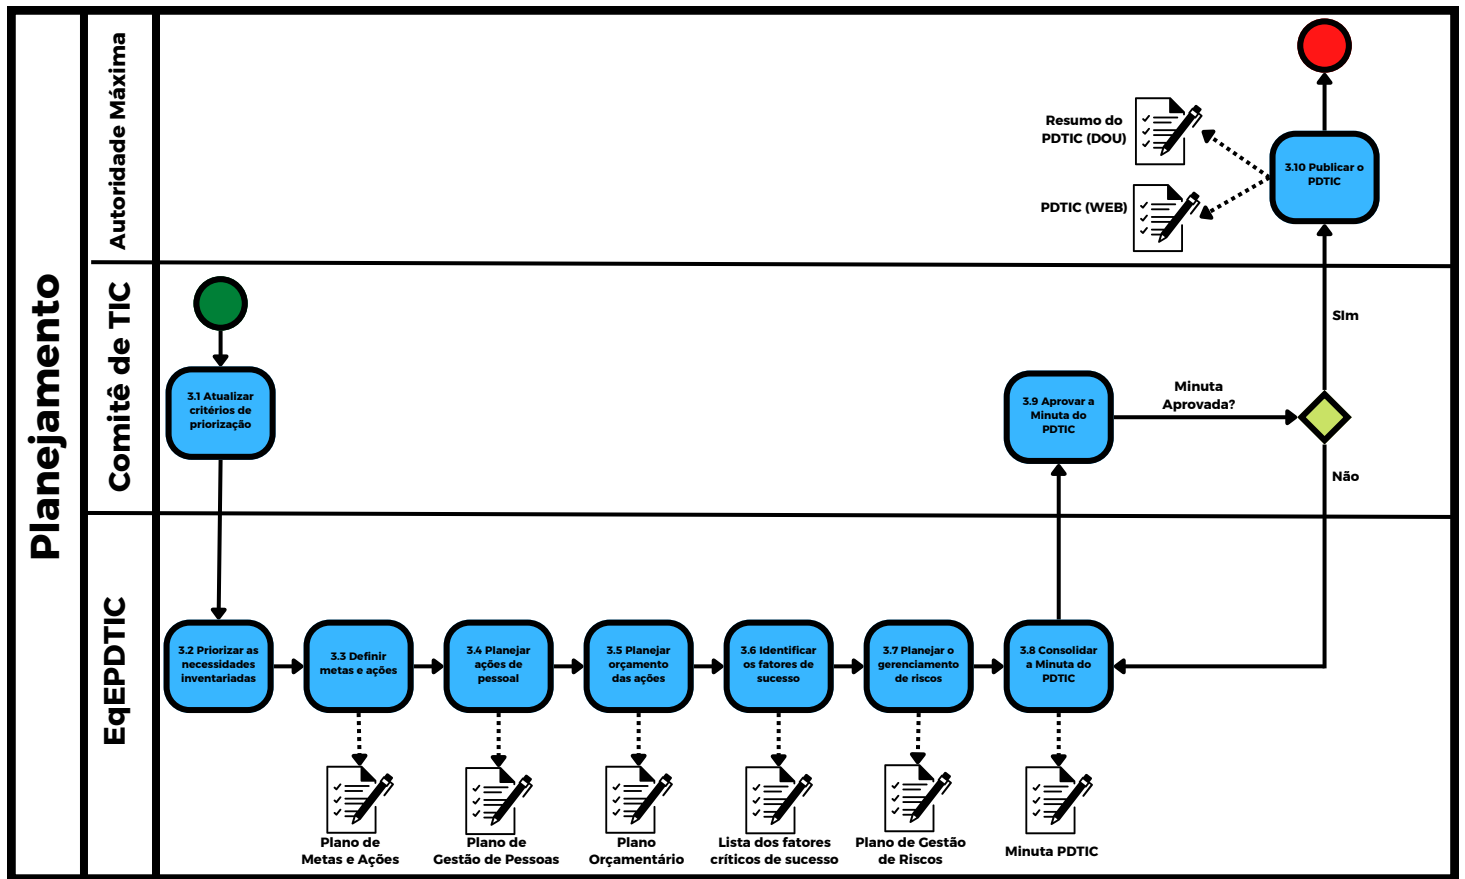 Planejamento
Autoridade Máxima
Resumo do
PDTIC (DOU)
PDTIC (WEB)
3.10 Publicar o
PDTIC
Comitê de TIC
3.1 Atualizar
critérios de
priorização
3.9 Aprovar a
Minuta do
PDTIC
Minuta
Aprovada?
SIm
Não
EqEPDTIC
3.2 Priorizar as
necessidades
inventariadas
3.3 Definir
metas e ações
3.4 Planejar
ações de
pessoal
3.5 Planejar
orçamento
das ações
3.6 Identificar
os fatores de
sucesso
3.7 Planejar o
gerenciamento
de riscos
3.8 Consolidar
a Minuta do
PDTIC
Plano de
Metas e Ações
Plano de
Gestão de Pessoas
Plano
Orçamentário
Lista dos fatores
críticos de sucesso
Plano de Gestão
de Riscos
Minuta PDTIC